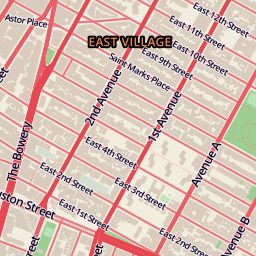 East 12th Street
Astor Place
East 11th Street
EAST VILLAGE
East 10th Street
East 9th Street
Saint Marks Place
2nd Avenue
1st Avenue
The Bowery
East 4th Street
Avenue A
East 2nd Street
East 3rd Street
uston Street
East 1st Street
East 2nd Street
Avenue B